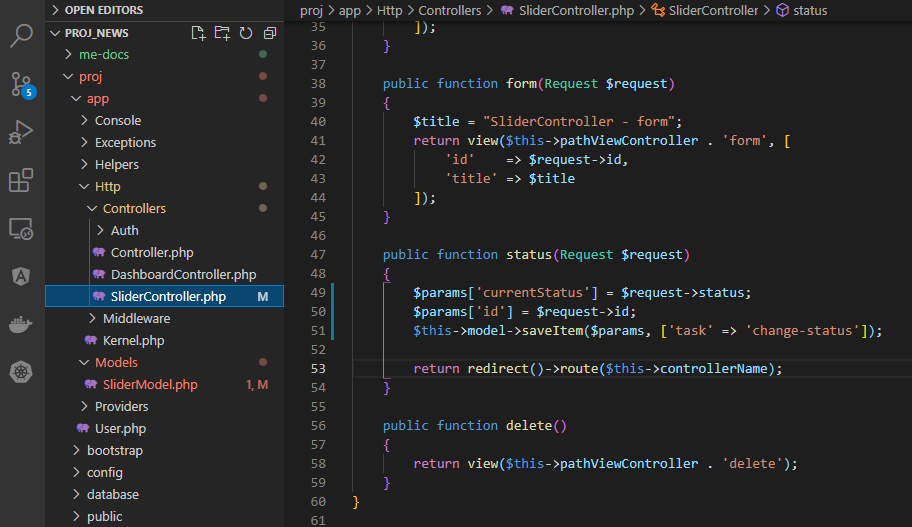 OPEN EDITORS
PROJ_NEWS
me-docs
proj
app
Console
Exceptions
Helpers
Http
Controllers
Auth
Controller.php
DashboardController.php
SliderController.php M
Middleware
Kernel.php
Models
SliderModel.php 1, M
Providers
User.php
bootstrap
config
database
public
5
proj > app > Http > Controllers > SliderController.php > SliderController > status
35 ]);
36 }
37
38 public function form(Request $request)
39 {
40 $title = "SliderController - form";
41 return view($this->pathViewController . 'form', [
42 'id' => $request->id,
43 'title' => $title
44 ]);
45 }
46
47 public function status(Request $request)
48 {
49 $params['currentStatus'] = $request->status;
50 $params['id'] = $request->id;
51 $this->model->saveItem($params, ['task' => 'change-status']);
52
53 return redirect()->route($this->controllerName);
54 }
55
56 public function delete()
57 {
58 return view($this->pathViewController . 'delete');
59 }
60 }
61